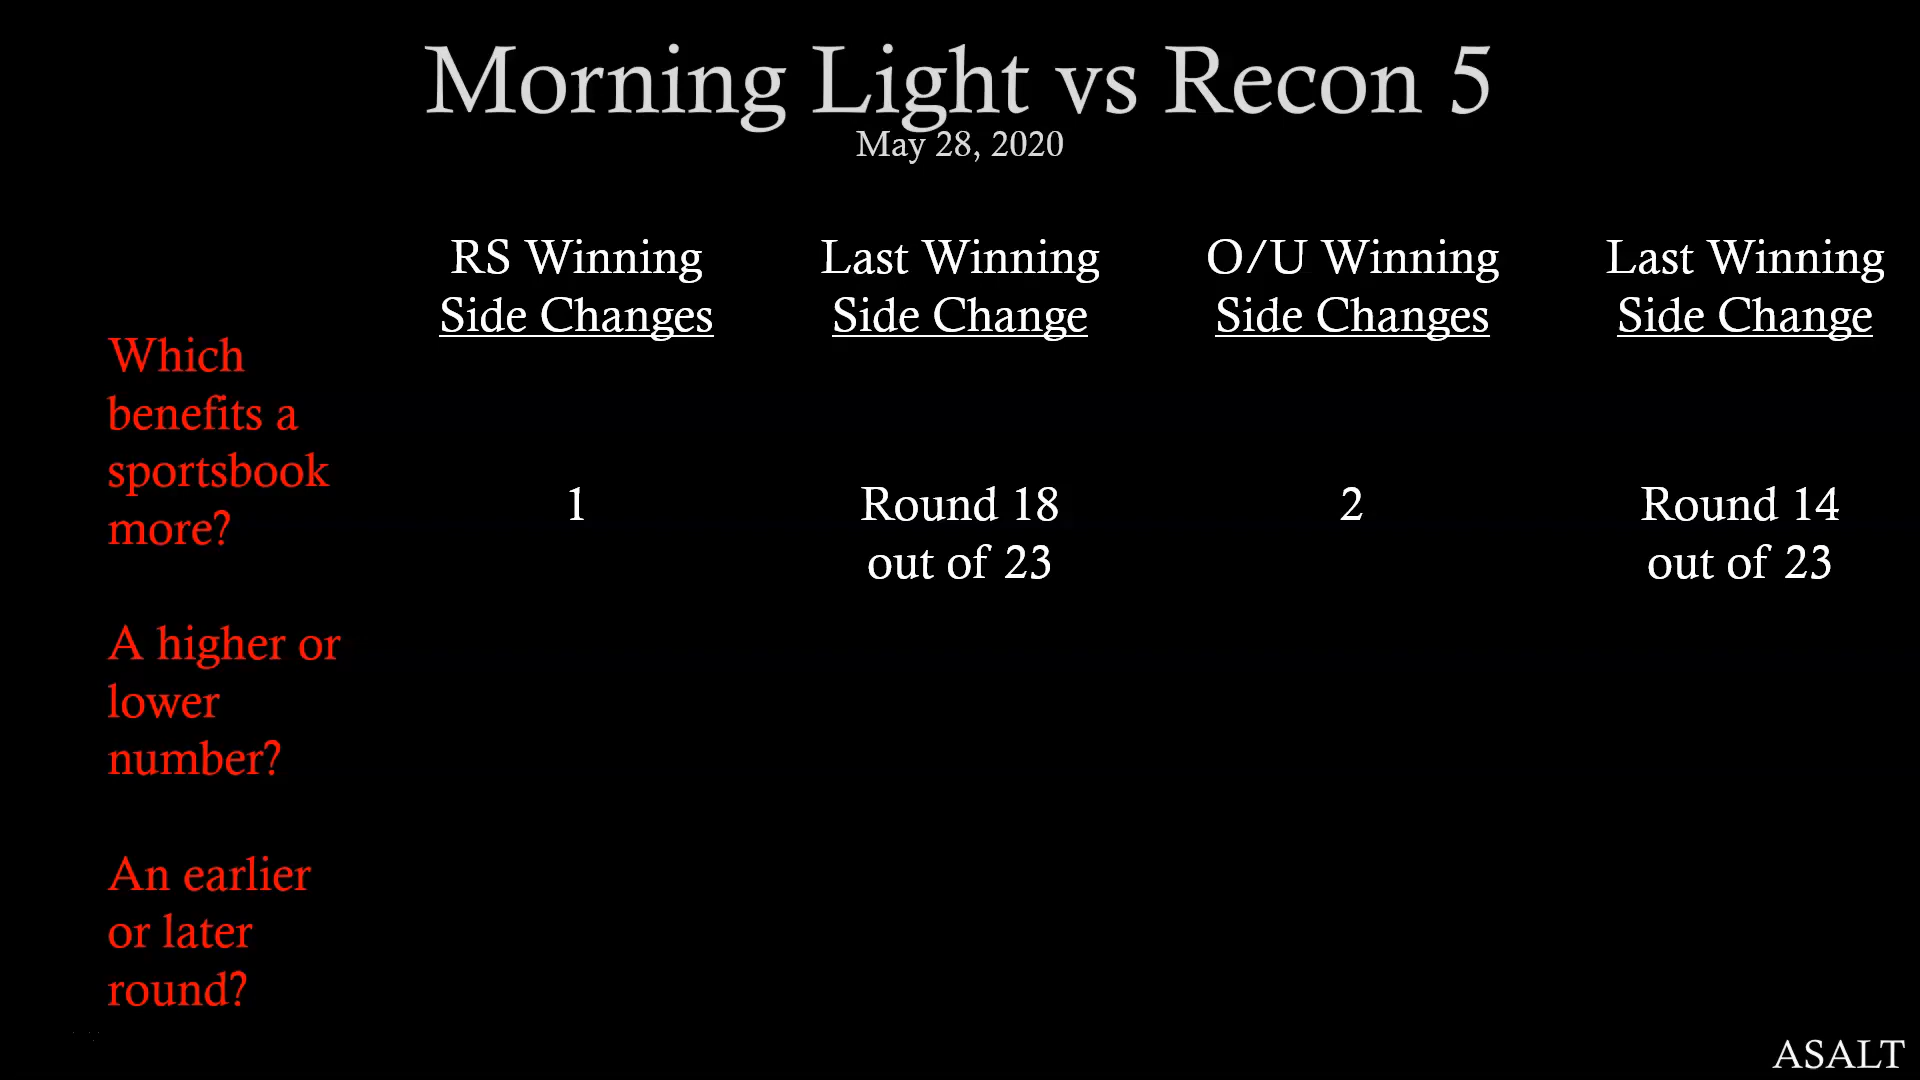 Morning Light vs Recon 5
May 28, 2020
Which
benefits a
sportsbook
more?
A higher or
lower
number?
An earlier
or later
round?
RS Winning
Side Changes
1
Last Winning
Side Change
Round 18
out of 23
O/U Winning
Side Changes
2
Last Winning
Side Change
Round 14
out of 23
ASALT